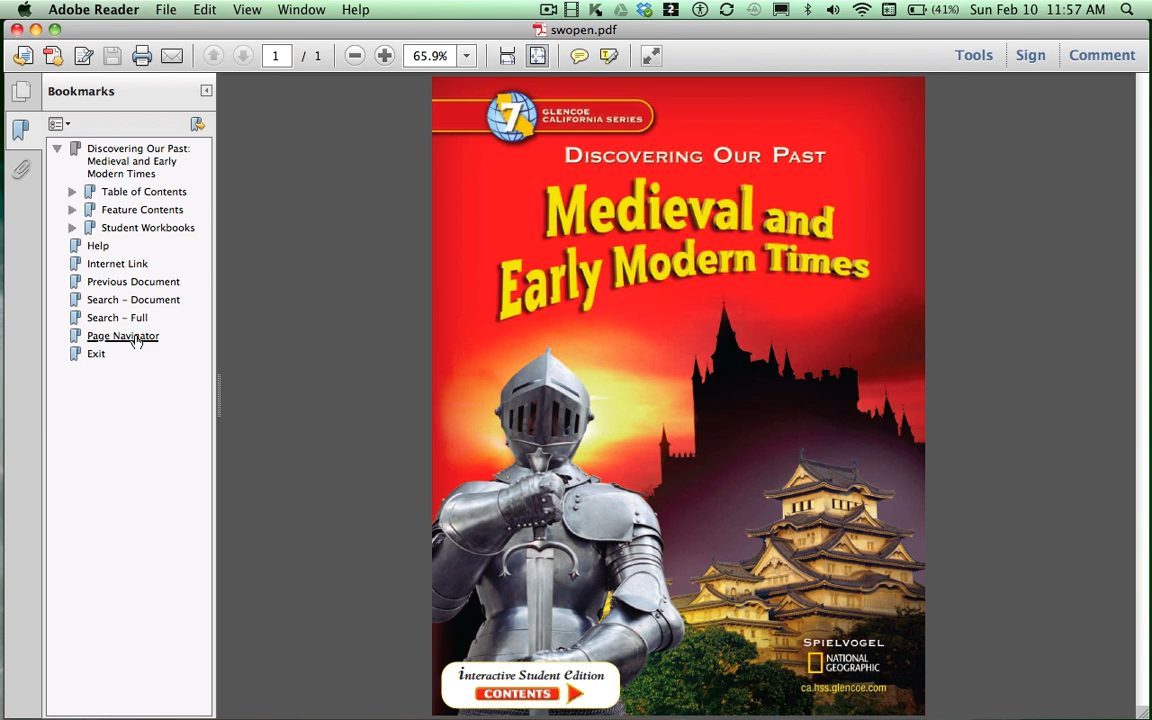 Adobe Reader File Edit View Window Help (41%) Sun Feb 10 11:57 AM
swopen.pdf
1 / 1 65.9% Tools Sign Comment
Bookmarks
Discovering Our Past:
Medieval and Early
Modern Times
Table of Contents
Feature Contents
Student Workbooks
Help
Internet Link
Previous Document
Search – Document
Search – Full
Page Navigator
Exit
7
GLENCOE
CALIFORNIA SERIES
DISCOVERING OUR PAST
Medieval and
Early Modern Times
SPIELVOGEL
NATIONAL
GEOGRAPHIC
ca.hss.glencoe.com
interactive Student Edition
CONTENTS